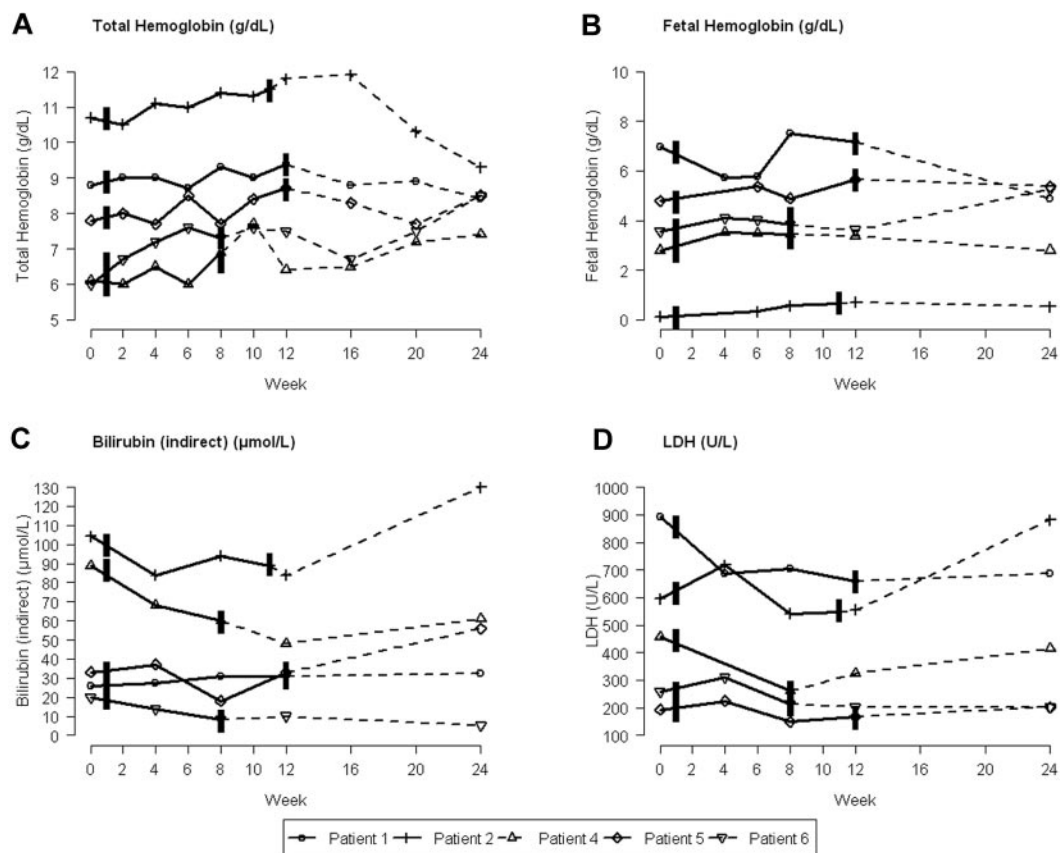 A
Total Hemoglobin (g/dL)
Total Hemoglobin (g/dL)
12
11
10
9
8
7
6
5
0 2 4 6 8 10 12 16 20 24
Week
B
Fetal Hemoglobin (g/dL)
Fetal Hemoglobin (g/dL)
10
8
6
4
2
0
0 2 4 6 8 10 12 16 20 24
Week
C
Bilirubin (indirect) (µmol/L)
Bilirubin (indirect) (µmol/L)
130
110
100
90
80
70
60
50
40
30
20
10
0
0 2 4 6 8 10 12 16 20 24
Week
D
LDH (U/L)
LDH (U/L)
1000
900
800
700
600
500
400
300
200
100
0 2 4 6 8 10 12 16 20 24
Week
Patient 1 Patient 2 Patient 4 Patient 5 Patient 6